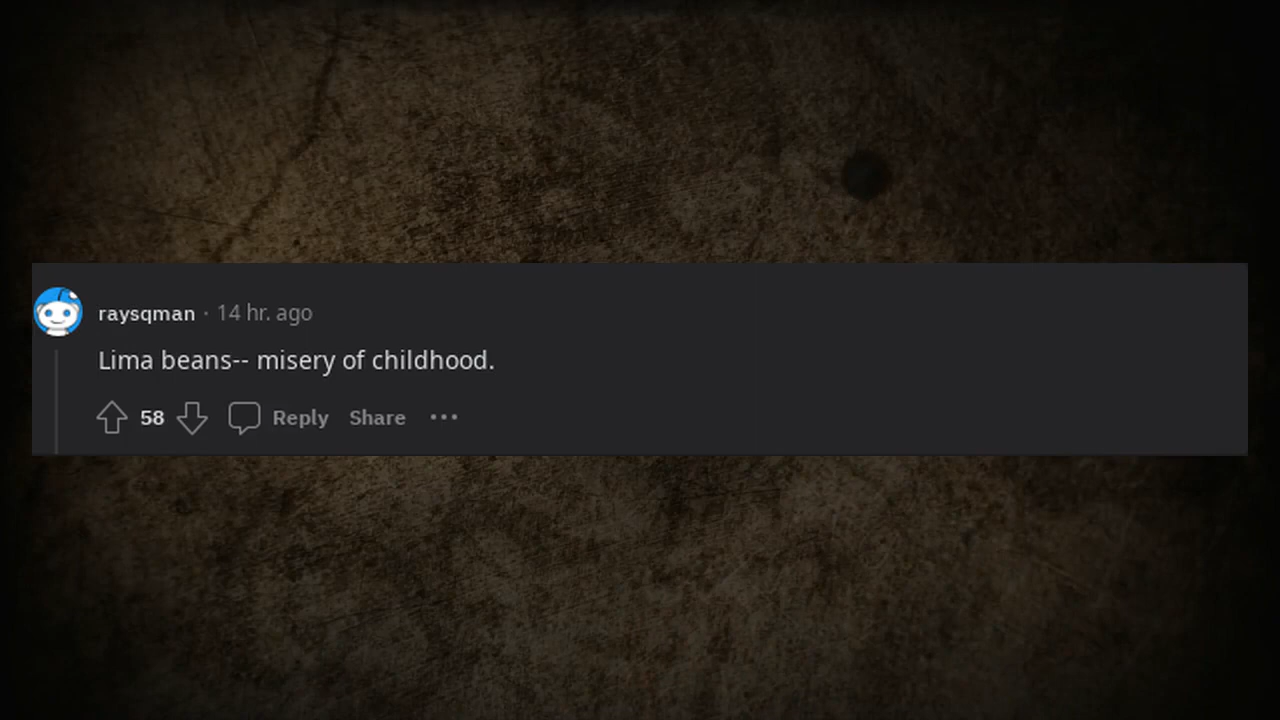 raysqman · 14 hr. ago
Lima beans-- misery of childhood.
58 Reply Share ···